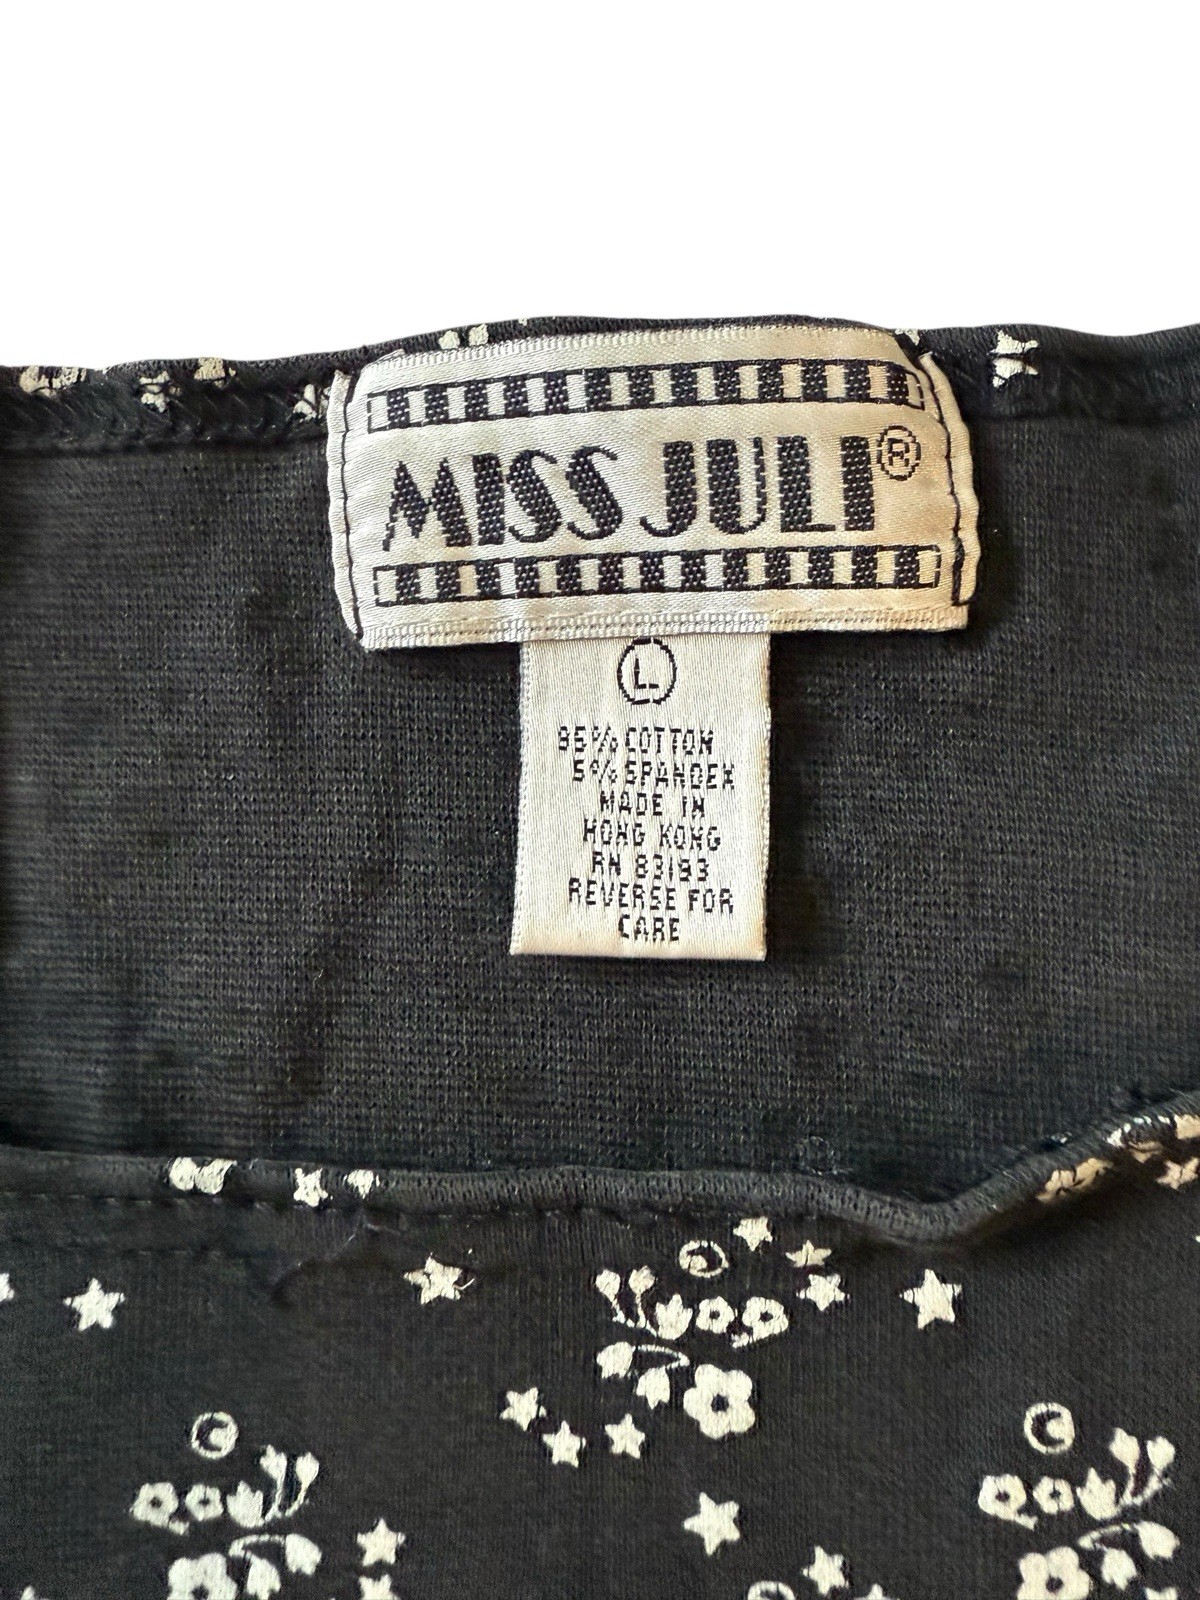 MISS JULI®
L
95% COTTON
5% SPANDEX
MADE IN
HONG KONG
RN 83193
REVERSE FOR
CARE